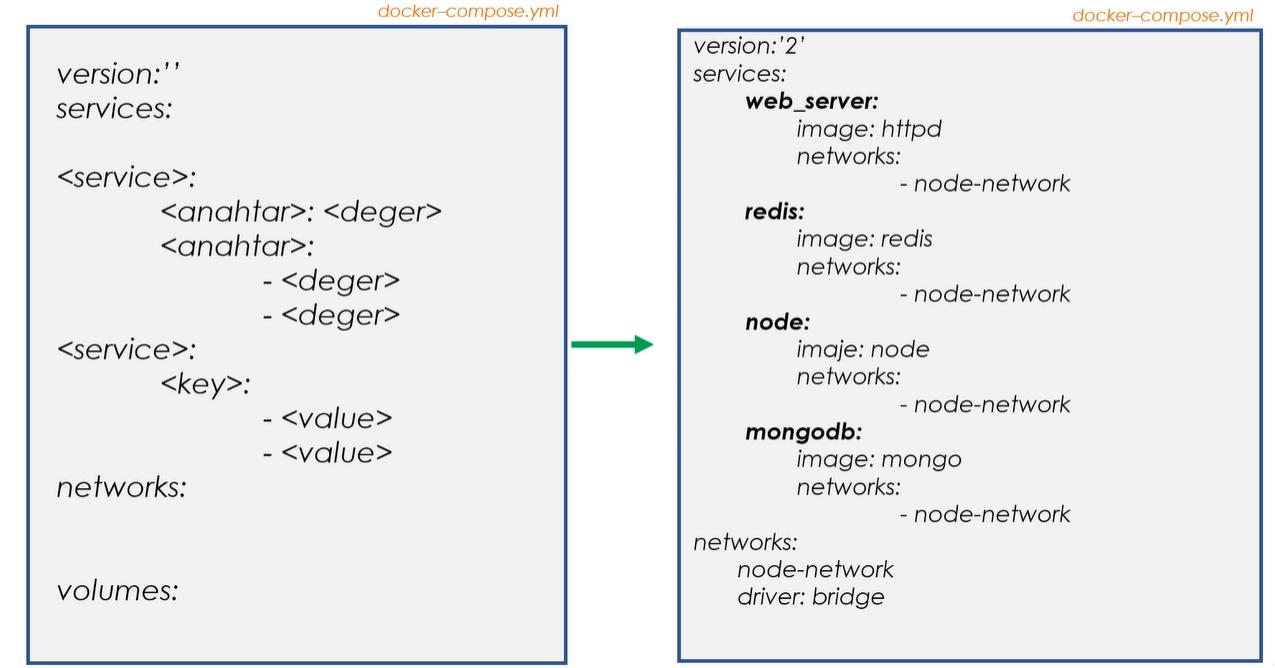 docker–compose.yml
version:’’
services:
<service>:
<anahtar>: <deger>
<anahtar>:
- <deger>
- <deger>
<service>:
<key>:
- <value>
- <value>
networks:
volumes:
docker–compose.yml
version:’2’
services:
web_server:
image: httpd
networks:
- node-network
redis:
image: redis
networks:
- node-network
node:
imaje: node
networks:
- node-network
mongodb:
image: mongo
networks:
- node-network
networks:
node-network
driver: bridge